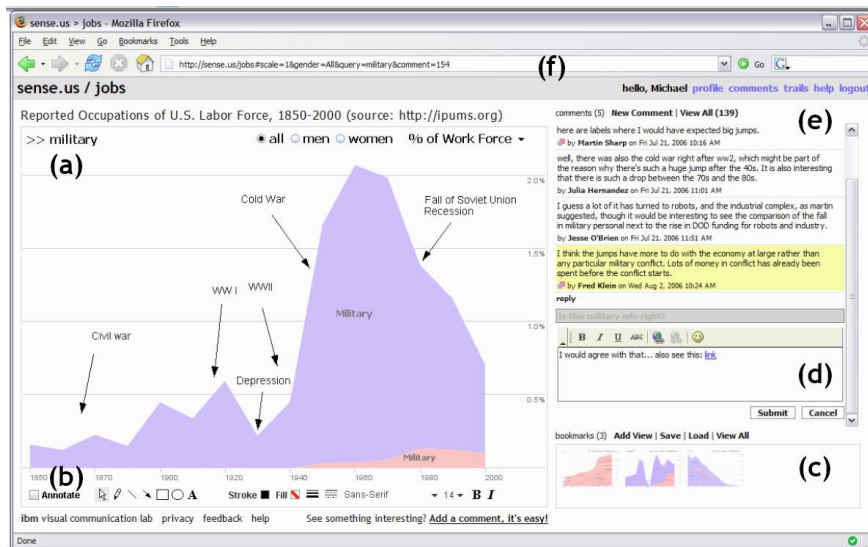 sense.us > jobs - Mozilla Firefox
File Edit View Go Bookmarks Tools Help
http://sense.us/jobs#scale=1&gender=All&query=military&comment=154
Go
(f)
sense.us / jobs
hello, Michael profile comments trails help logout
Reported Occupations of U.S. Labor Force, 1850-2000 (source: http://ipums.org)
>> military
all men women
% of Work Force
(a)
2.0%
1.5%
1.0%
0.5%
Cold War
Fall of Soviet Union
Recession
WW I
WWII
Civil war
Depression
Military
Military
1850 1870 1900 1920 1940 1960 1980 2000
(b)
Annotate
A
Stroke Fill
Sans-Serif
14
B I
ibm visual communication lab privacy feedback help
See something interesting? Add a comment, it's easy!
comments (5) New Comment | View All (139)
(e)
here are labels where I would have expected big jumps.
by Martin Sharp on Fri Jul 21, 2006 10:16 AM
well, there was also the cold war right after ww2, which might be part of
the reason why there's such a huge jump after the 40s. It is also interesting
that there is such a drop between the 70s and the 80s.
by Julia Hernandez on Fri Jul 21, 2006 11:01 AM
I guess a lot of it has turned to robots, and the industrial complex, as martin
suggested, though it would be interesting to see the comparison of the fall
in military personal next to the rise in DOD funding for robots and industry.
by Jesse O'Brien on Fri Jul 21, 2006 11:51 AM
I think the jumps have more to do with the economy at large rather than
any particular military conflict. Lots of money in conflict has already been
spent before the conflict starts.
by Fred Klein on Wed Aug 2, 2006 10:24 AM
reply
Is this military info right?
B I U ABC
I would agree with that... also see this: link
(d)
Submit Cancel
bookmarks (3) Add View | Save | Load | View All
(c)
Done